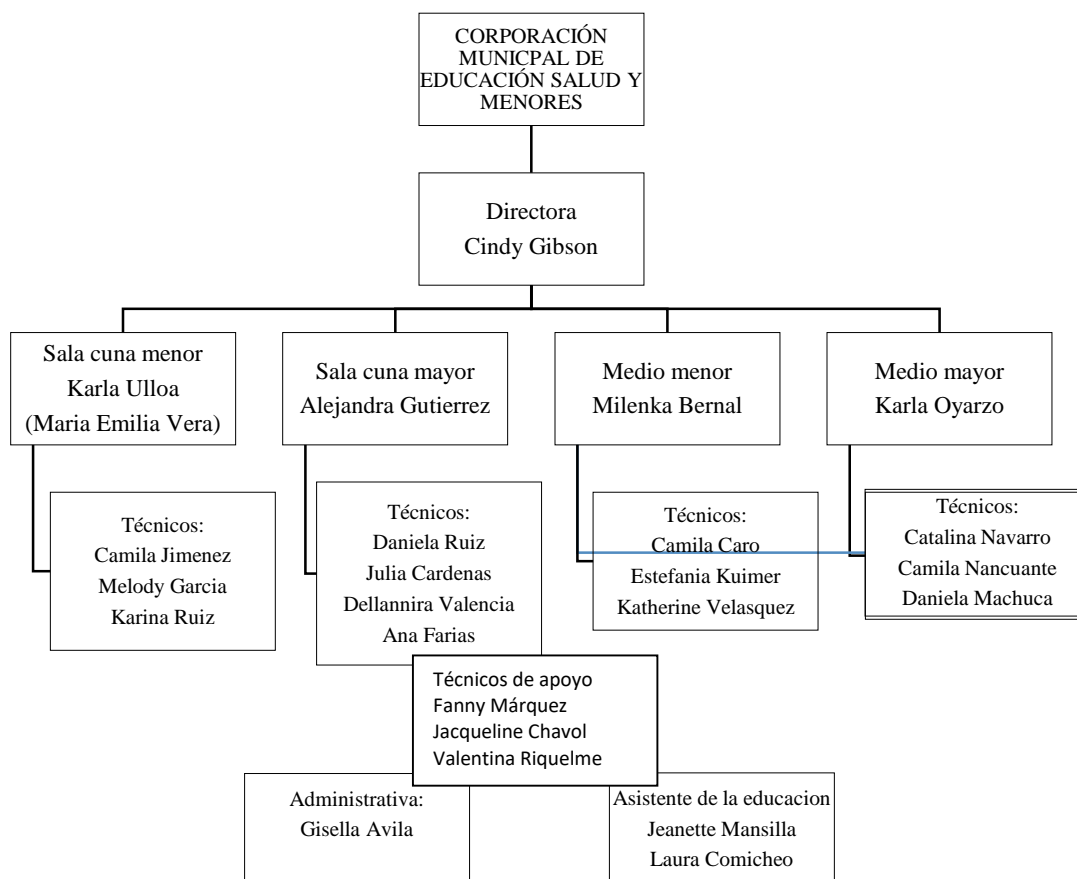 CORPORACIÓN
MUNICPAL DE
EDUCACIÓN SALUD Y
MENORES
Directora
Cindy Gibson
Sala cuna menor
Karla Ulloa
(Maria Emilia Vera)
Sala cuna mayor
Alejandra Gutierrez
Medio menor
Milenka Bernal
Medio mayor
Karla Oyarzo
Técnicos:
Camila Jimenez
Melody Garcia
Karina Ruiz
Técnicos:
Daniela Ruiz
Julia Cardenas
Dellannira Valencia
Ana Farias
Técnicos:
Camila Caro
Estefania Kuimer
Katherine Velasquez
Técnicos:
Catalina Navarro
Camila Nancuante
Daniela Machuca
Técnicos de apoyo
Fanny Márquez
Jacqueline Chavol
Valentina Riquelme
Administrativa:
Gisella Avila
Asistente de la educacion
Jeanette Mansilla
Laura Comicheo